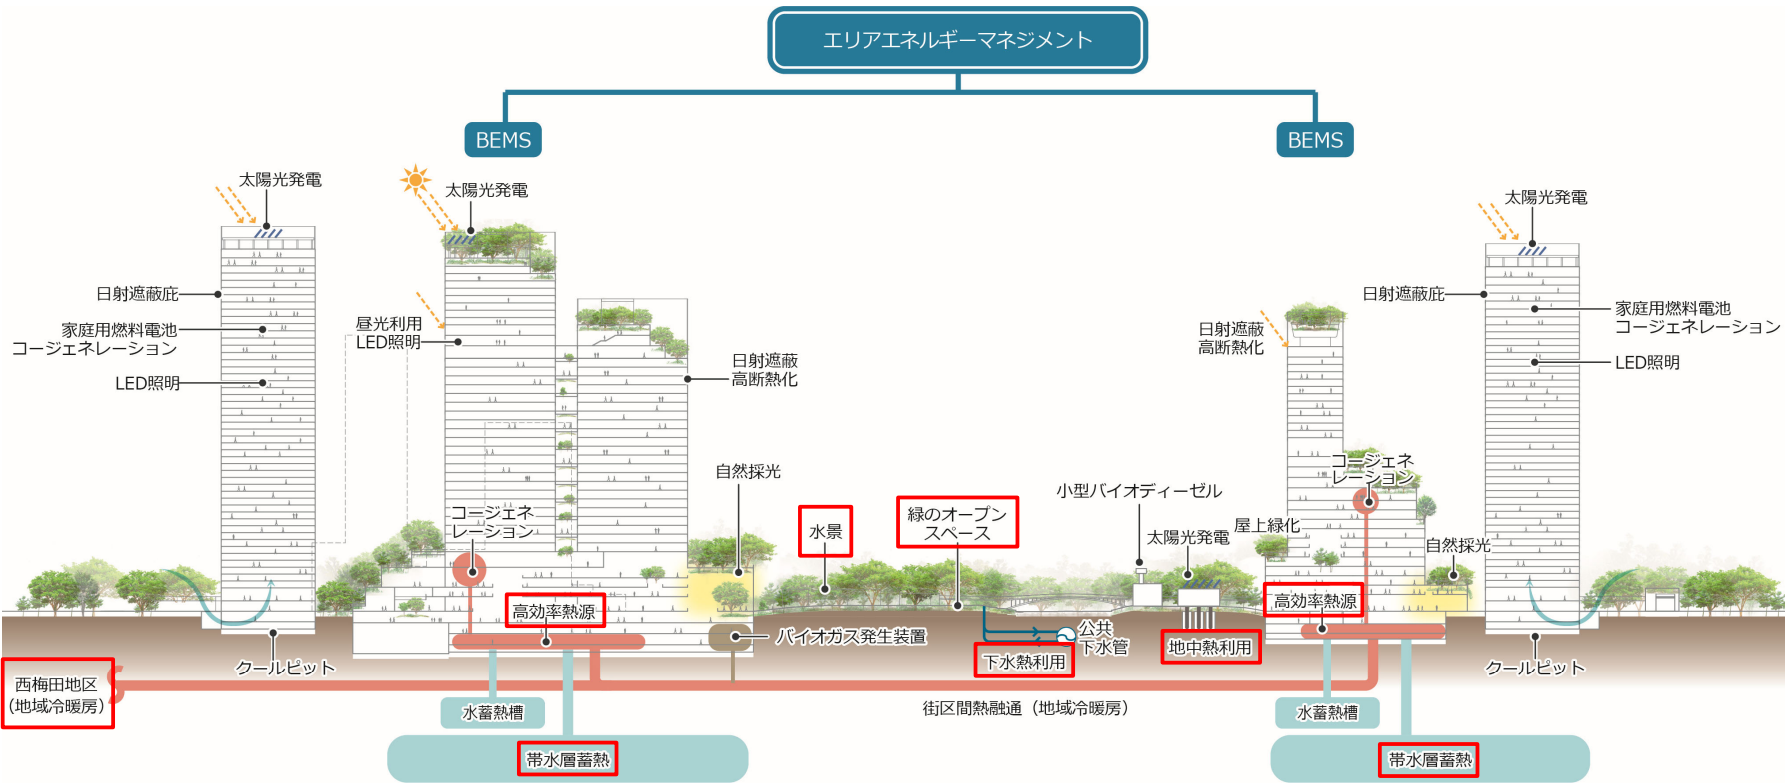 エリアエネルギーマネジメント
BEMS
BEMS
太陽光発電
太陽光発電
太陽光発電
日射遮蔽庇
家庭用燃料電池
コージェネレーション
LED照明
昼光利用
LED照明
日射遮蔽
高断熱化
日射遮蔽庇
家庭用燃料電池
コージェネレーション
LED照明
日射遮蔽
高断熱化
自然採光
コージェネ
レーション
水景
緑のオープン
スペース
小型バイオディーゼル
太陽光発電
屋上緑化
コージェネ
レーション
自然採光
高効率熱源
バイオガス発生装置
公共
下水管
下水熱利用
地中熱利用
高効率熱源
クールピット
クールピット
西梅田地区
(地域冷暖房)
水蓄熱槽
街区間熱融通(地域冷暖房)
水蓄熱槽
帯水層蓄熱
帯水層蓄熱